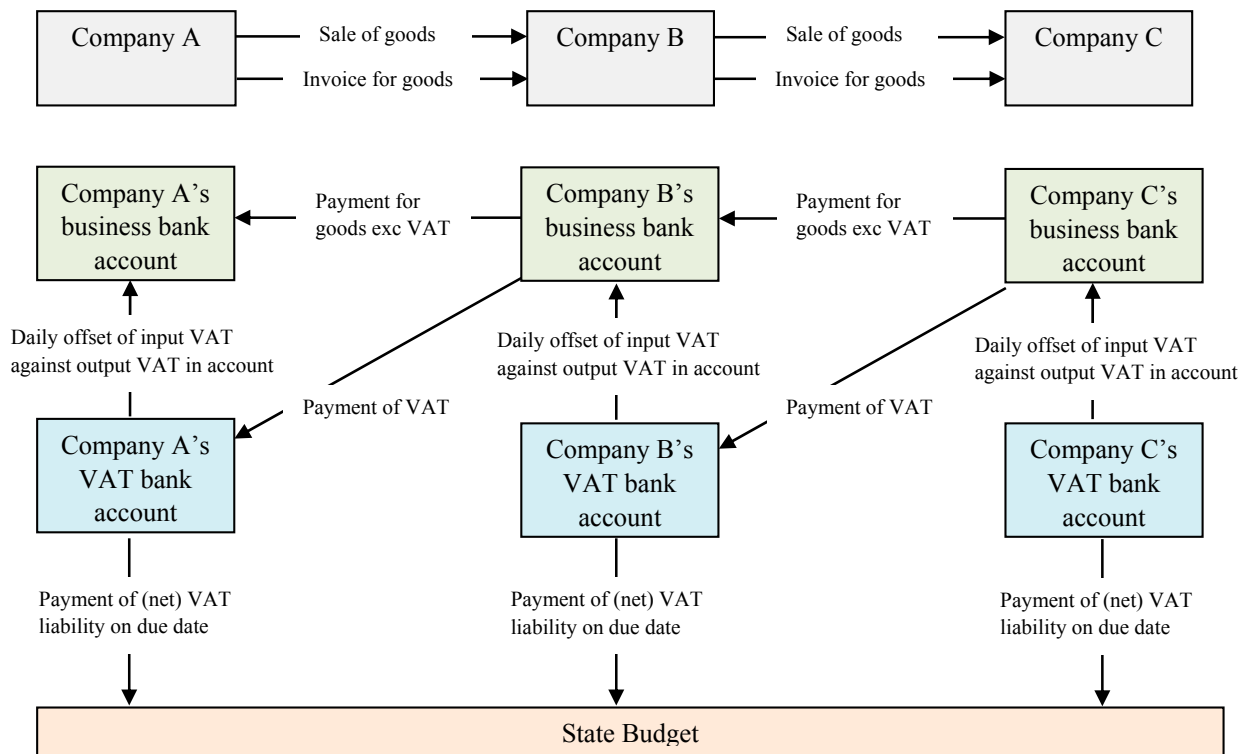 Company A
Sale of goods
Company B
Sale of goods
Company C
Invoice for goods
Invoice for goods
Company A’s
business bank
account
Payment for
goods exc VAT
Company B’s
business bank
account
Payment for
goods exc VAT
Company C’s
business bank
account
Daily offset of input VAT
against output VAT in account
Daily offset of input VAT
against output VAT in account
Daily offset of input VAT
against output VAT in account
Payment of VAT
Payment of VAT
Company A’s
VAT bank
account
Company B’s
VAT bank
account
Company C’s
VAT bank
account
Payment of (net) VAT
liability on due date
Payment of (net) VAT
liability on due date
Payment of (net) VAT
liability on due date
State Budget